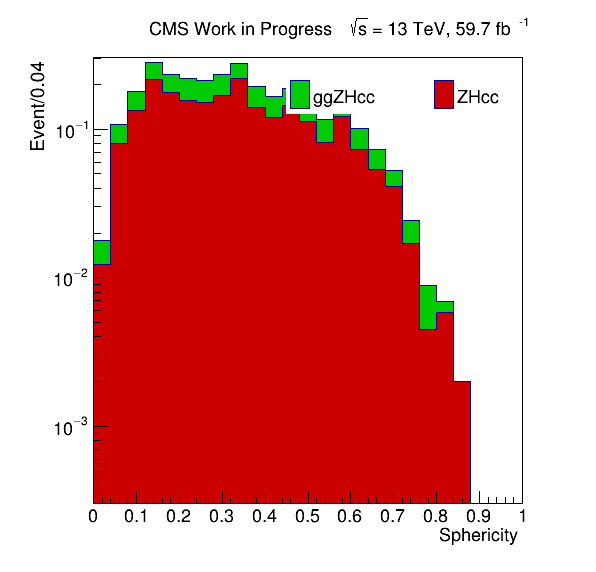 CMS Work in Progress √s = 13 TeV, 59.7 fb⁻¹
Event/0.04
ggZHcc ZHcc
10⁻¹
10⁻²
10⁻³
0 0.1 0.2 0.3 0.4 0.5 0.6 0.7 0.8 0.9 1
Sphericity